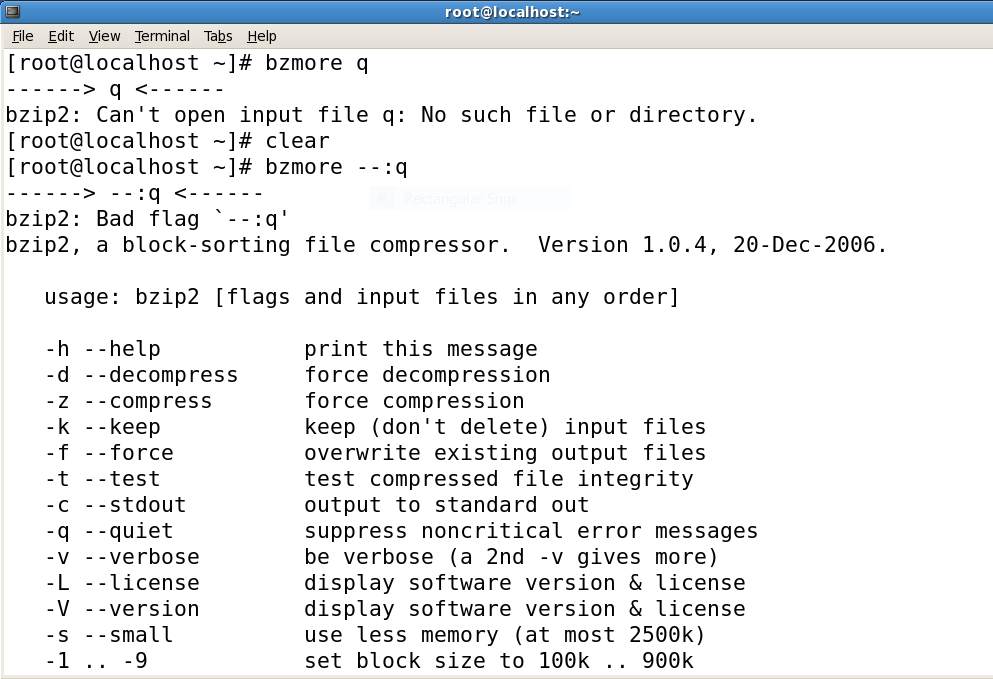 root@localhost:~
File Edit View Terminal Tabs Help
[root@localhost ~]# bzmore q
------> q <------
bzip2: Can't open input file q: No such file or directory.
[root@localhost ~]# clear
[root@localhost ~]# bzmore --:q
------> --:q <------
Rectangular Snip
bzip2: Bad flag `--:q'
bzip2, a block-sorting file compressor.  Version 1.0.4, 20-Dec-2006.

   usage: bzip2 [flags and input files in any order]

   -h --help           print this message
   -d --decompress     force decompression
   -z --compress       force compression
   -k --keep           keep (don't delete) input files
   -f --force          overwrite existing output files
   -t --test           test compressed file integrity
   -c --stdout         output to standard out
   -q --quiet          suppress noncritical error messages
   -v --verbose        be verbose (a 2nd -v gives more)
   -L --license        display software version & license
   -V --version        display software version & license
   -s --small          use less memory (at most 2500k)
   -1 .. -9            set block size to 100k .. 900k